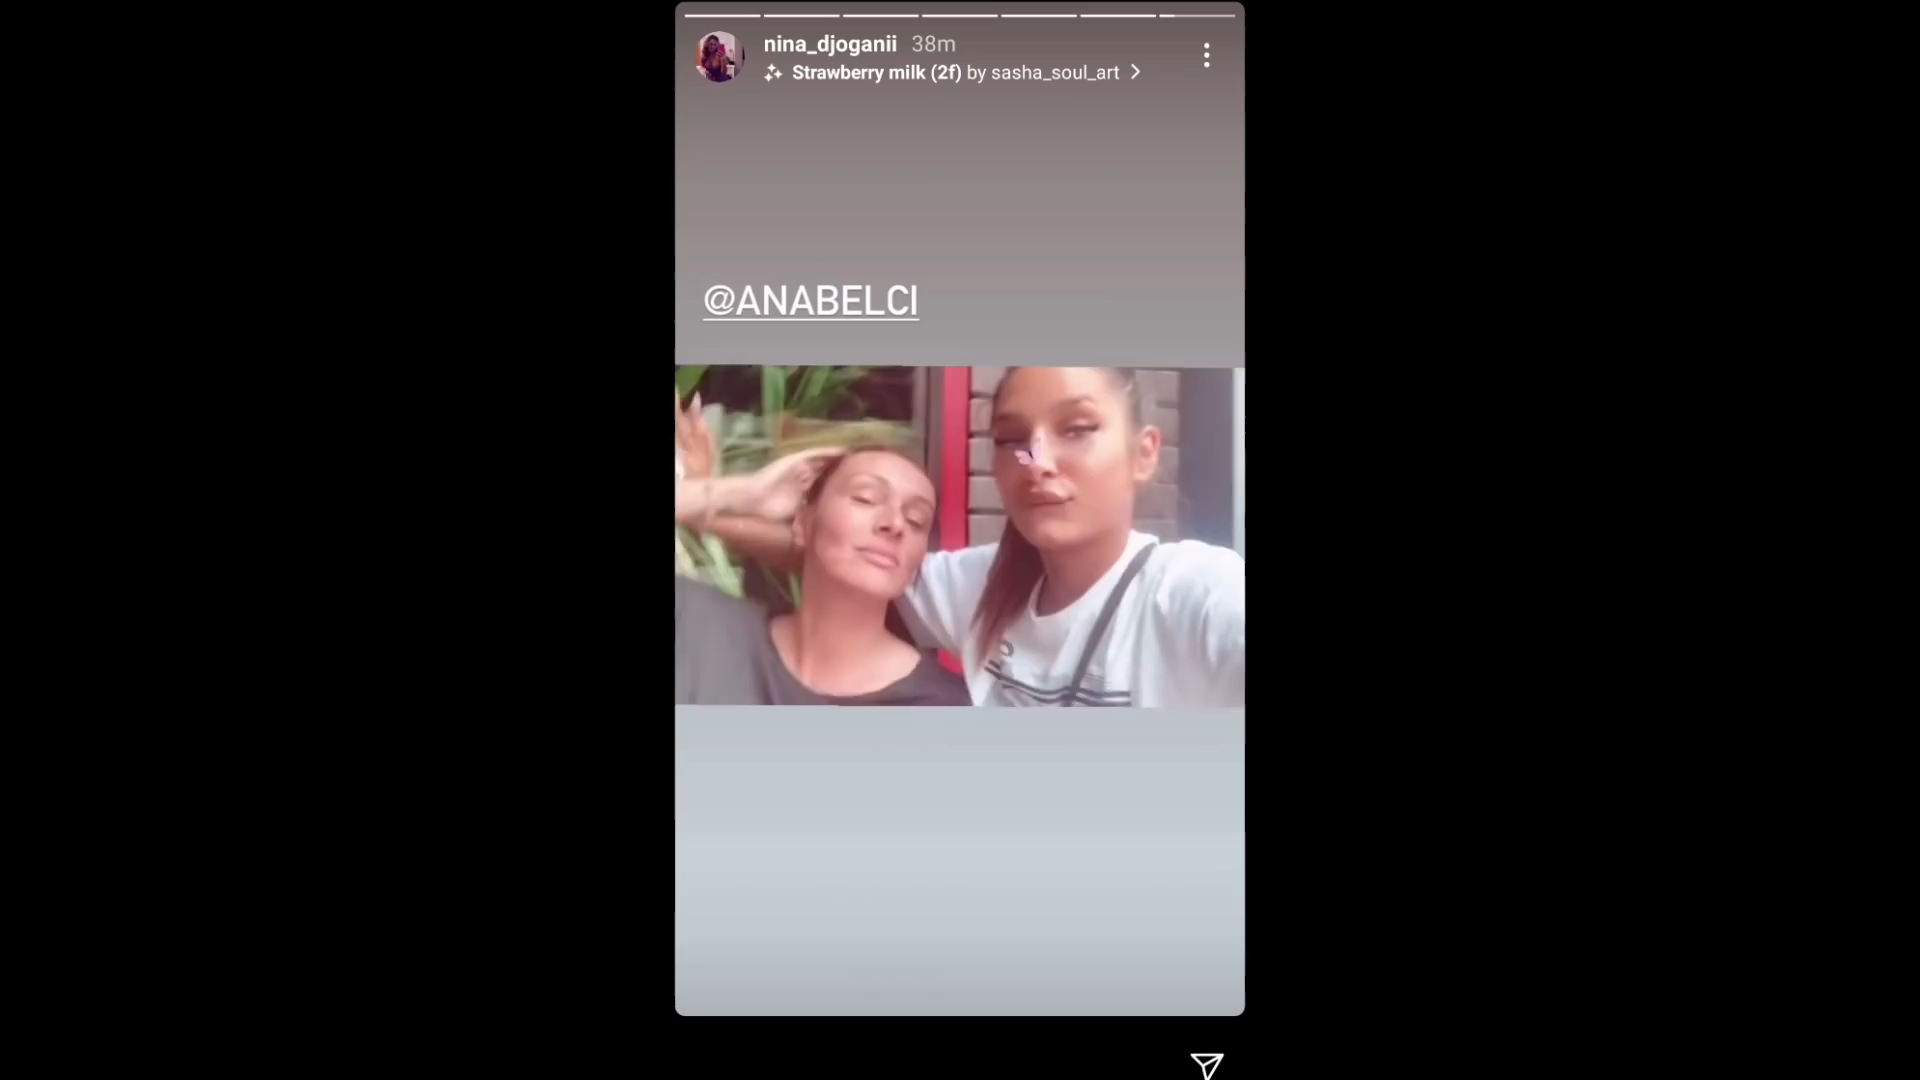 nina_djoganii 38m
Strawberry milk (2f) by sasha_soul_art
@ANABELCI